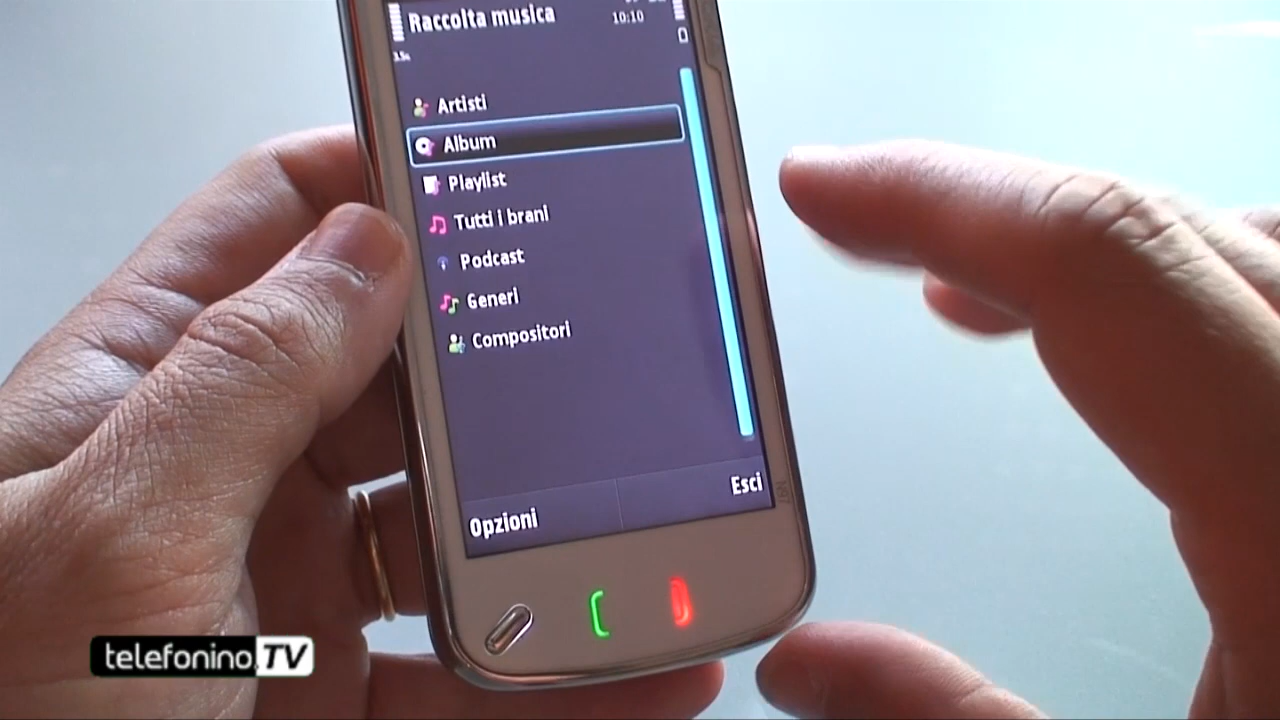 Raccolta musica
10:10
Artisti
Album
Playlist
Tutti i brani
Podcast
Generi
Compositori
Opzioni
Esci
telefonino.TV